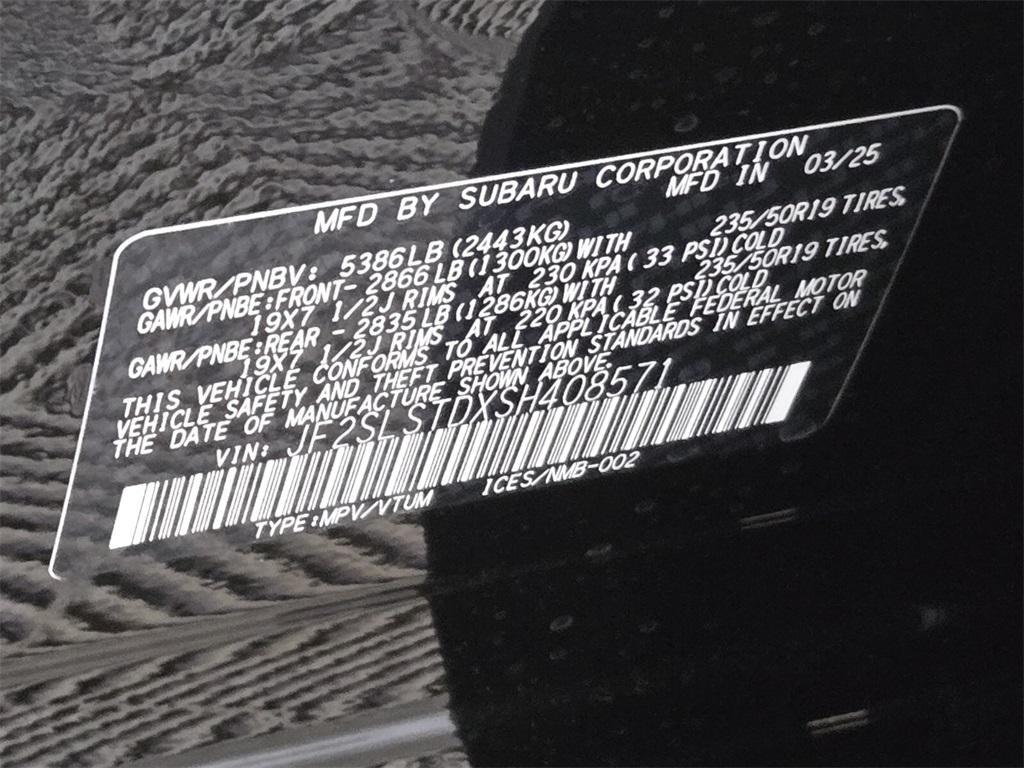 MFD BY SUBARU CORPORATION
MFD IN 03/25
GVWR/PNBV: 5386LB(2443KG)
GAWR/PNBE:FRONT- 2866LB(1300KG)WITH 235/50R19 TIRES,
19X7 1/2J RIMS AT 230 KPA( 33 PSI)COLD
GAWR/PNBE:REAR - 2835LB(1286KG)WITH 235/50R19 TIRES,
19X7 1/2J RIMS AT 220 KPA( 32 PSI)COLD
THIS VEHICLE CONFORMS TO ALL APPLICABLE FEDERAL MOTOR
VEHICLE SAFETY AND THEFT PREVENTION STANDARDS IN EFFECT ON
THE DATE OF MANUFACTURE SHOWN ABOVE.
VIN: JF2SLSTDXSH408571
TYPE:MPV/VTUM ICES/NMB-002